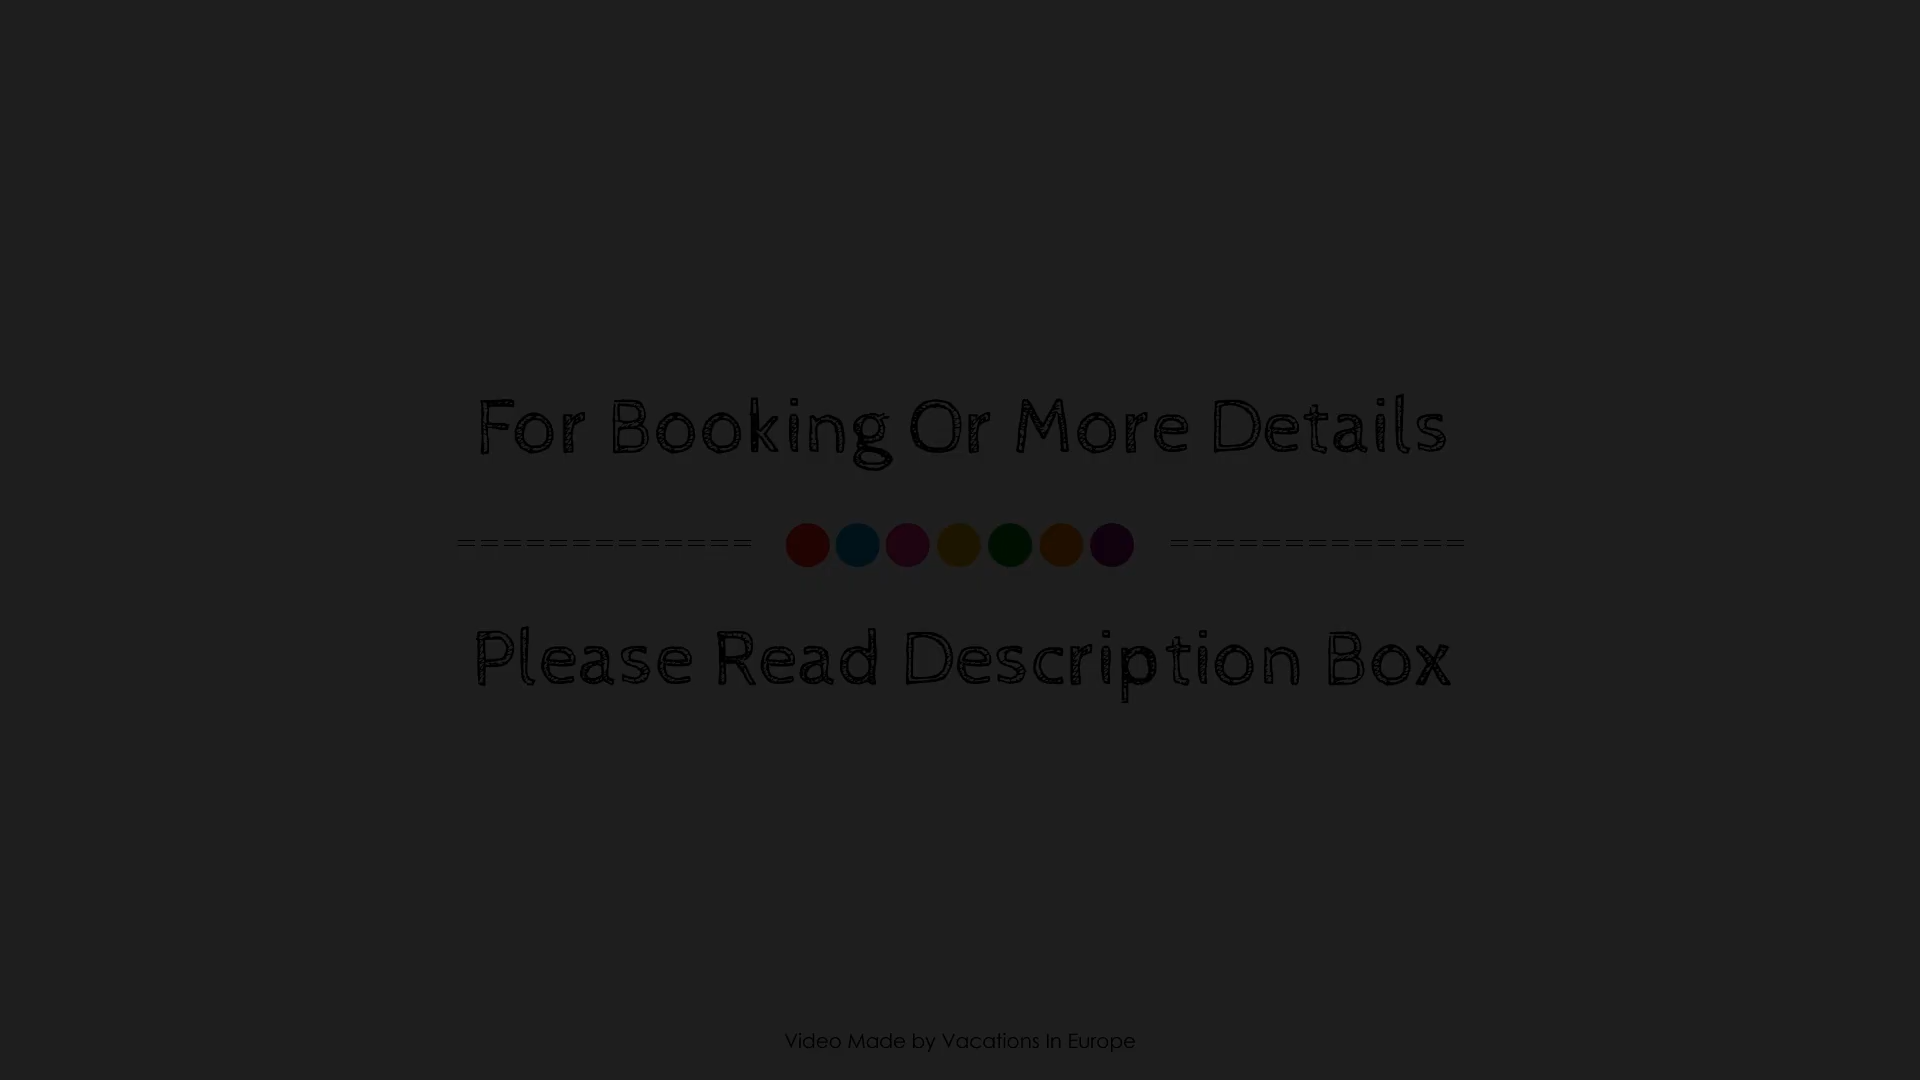 For Booking Or More Details
============= =============
Please Read Description Box
Video Made by Vacations In Europe